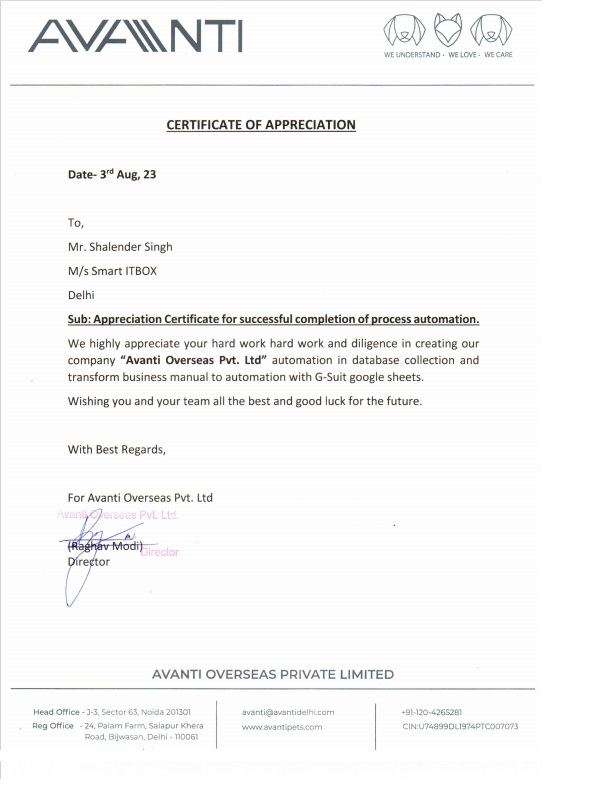 AVANTI
WE UNDERSTAND • WE LOVE • WE CARE
CERTIFICATE OF APPRECIATION
Date- 3rd Aug, 23
To,
Mr. Shalender Singh
M/s Smart ITBOX
Delhi
Sub: Appreciation Certificate for successful completion of process automation.
We highly appreciate your hard work hard work and diligence in creating our
company “Avanti Overseas Pvt. Ltd” automation in database collection and
transform business manual to automation with G-Suit google sheets.
Wishing you and your team all the best and good luck for the future.
With Best Regards,
For Avanti Overseas Pvt. Ltd
Avanti Overseas Pvt. Ltd.
(Raghav Modi)
Director
Director
AVANTI OVERSEAS PRIVATE LIMITED
Head Office - J-3, Sector 63, Noida 201301
Reg Office - 24, Palam Farm, Salapur Khera
Road, Bijwasan, Delhi - 110061
avanti@avantidelhi.com
www.avantipets.com
+91-120-4265281
CIN:U74899DL1974PTC007073